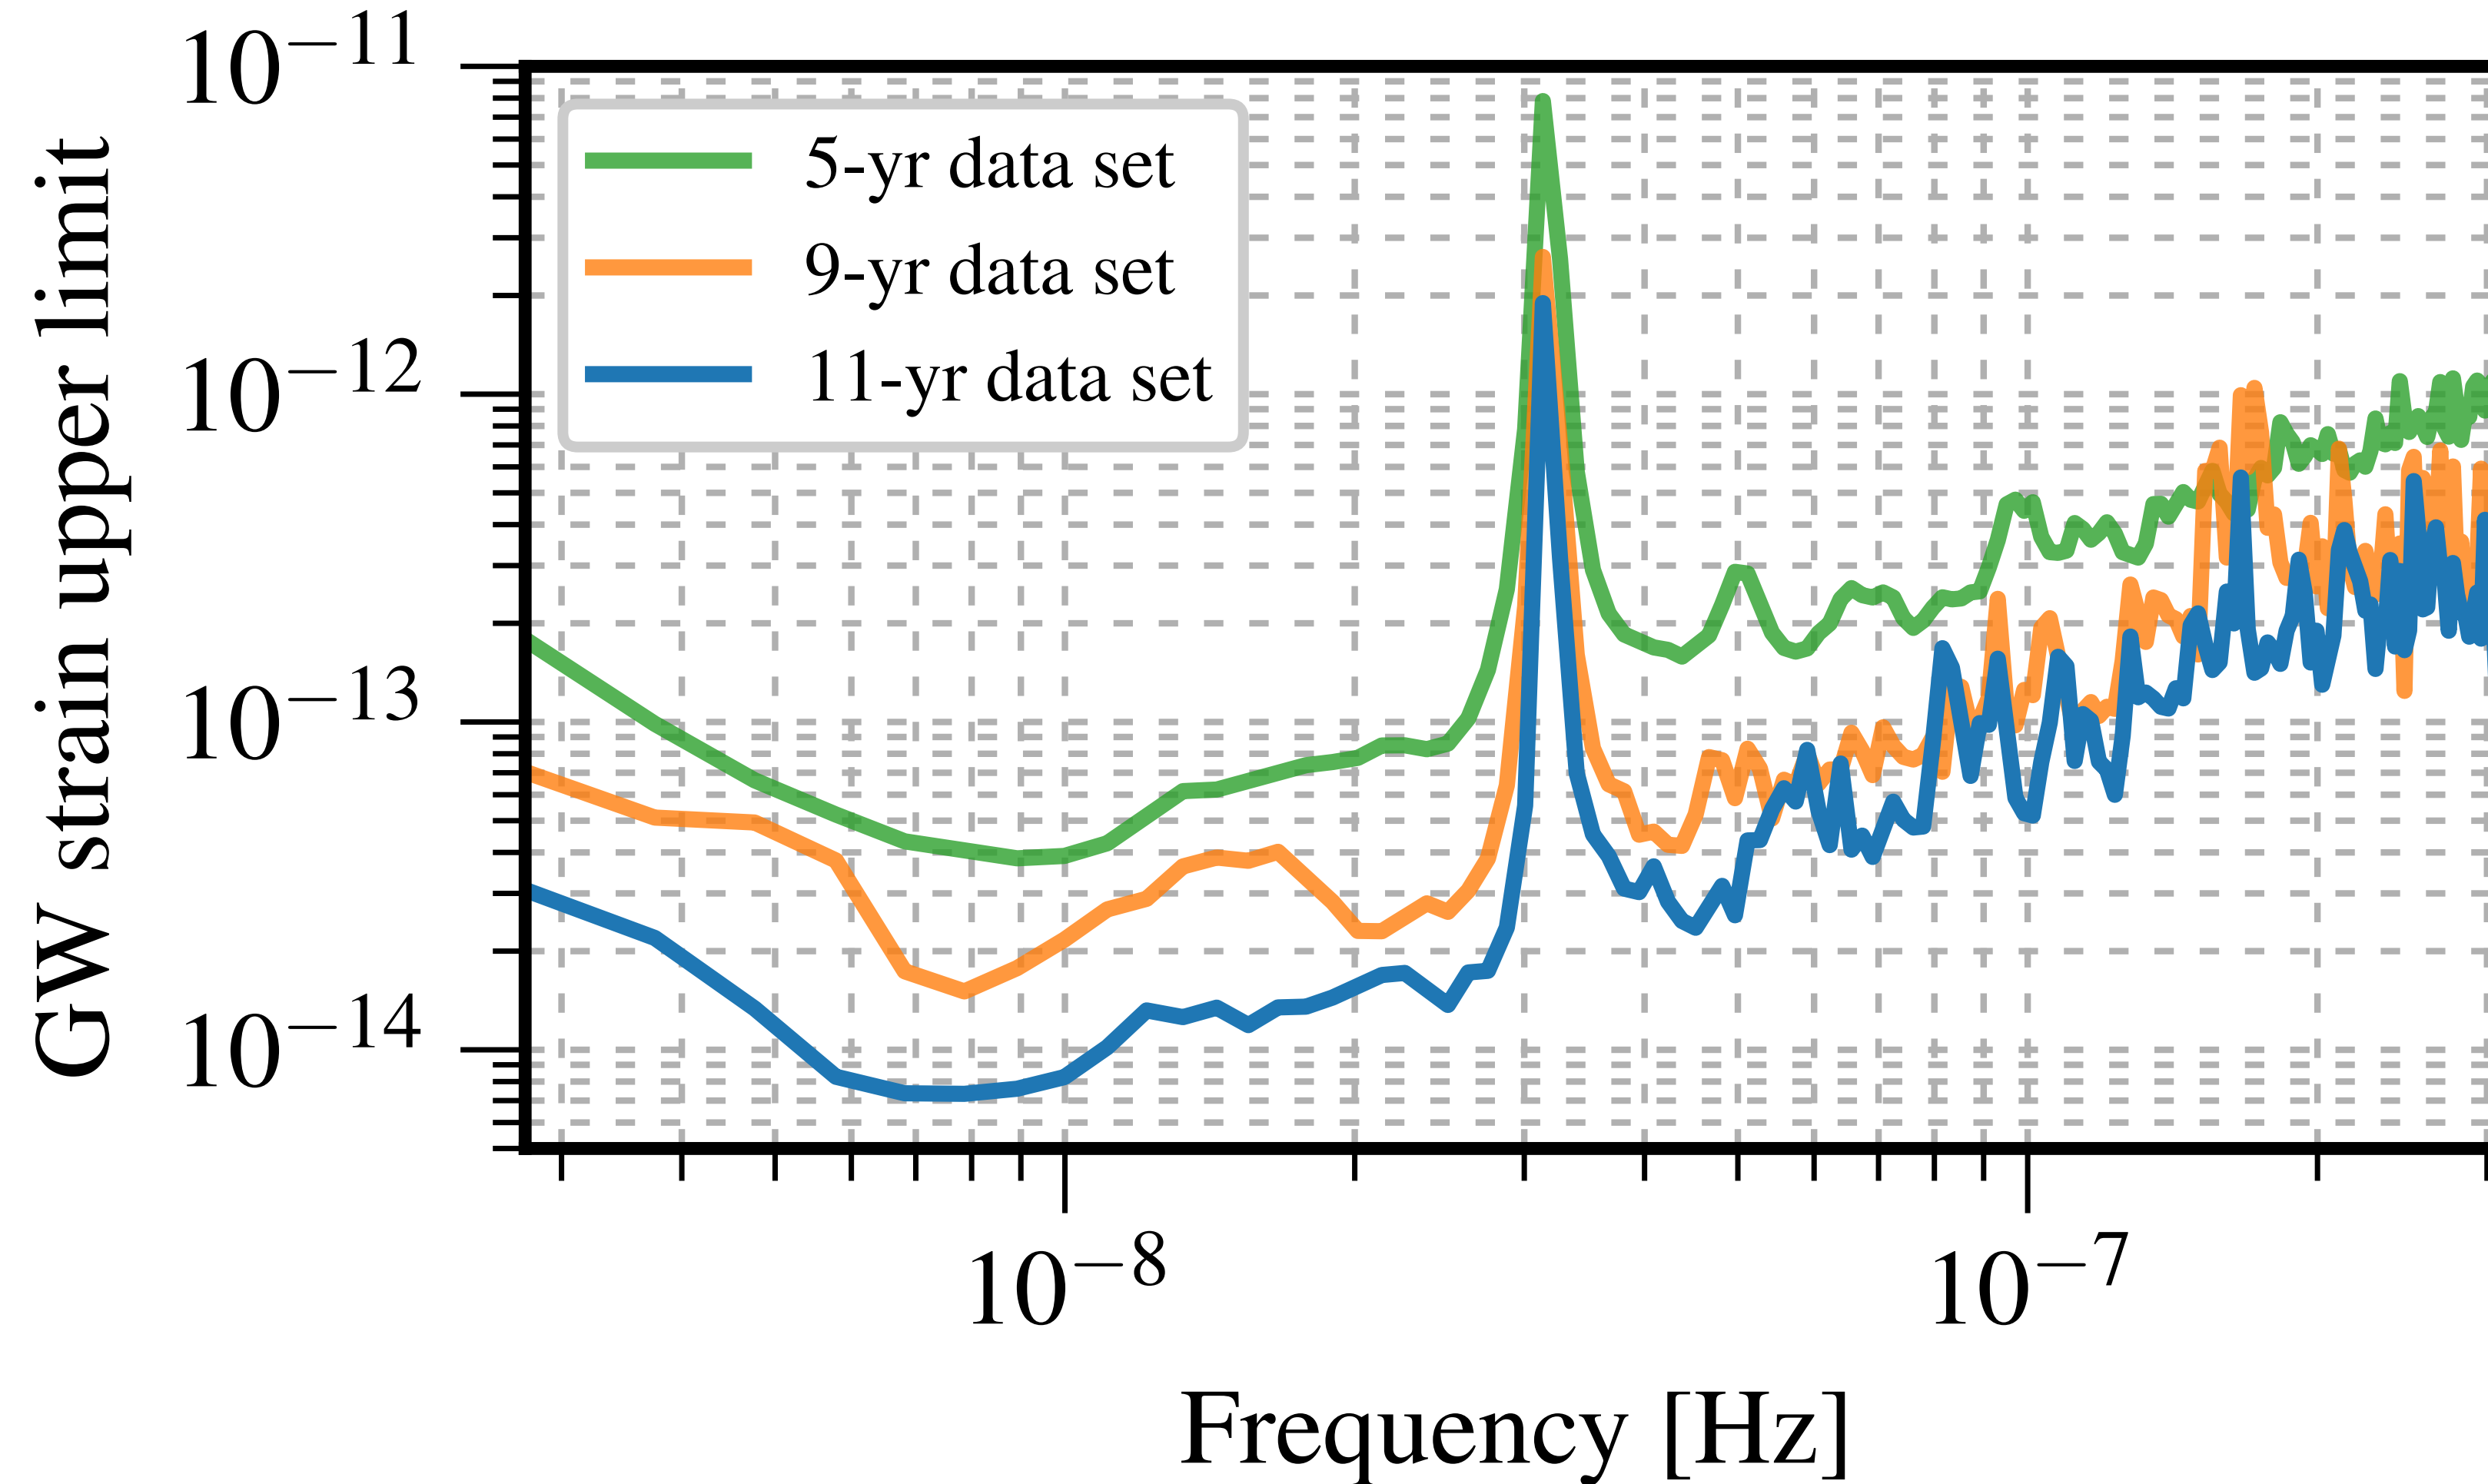 GW strain upper limit
10⁻¹¹
10⁻¹²
10⁻¹³
10⁻¹⁴
5-yr data set
9-yr data set
11-yr data set
10⁻⁸
10⁻⁷
Frequency [Hz]